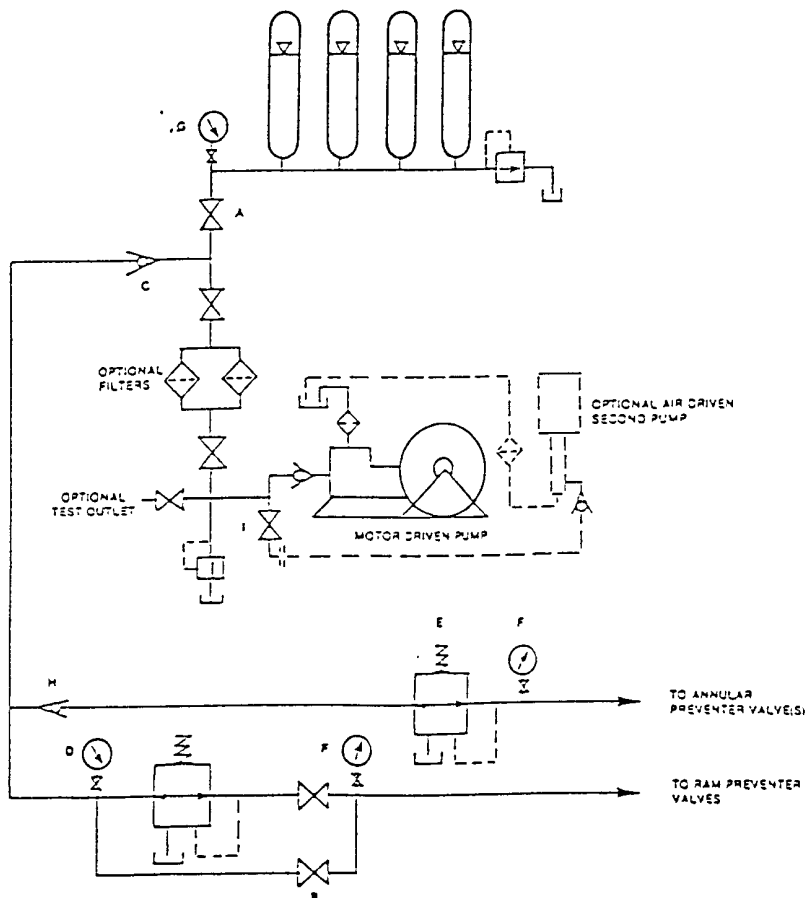 G
A
C
OPTIONAL
FILTERS
OPTIONAL AIR DRIVEN
SECOND PUMP
OPTIONAL
TEST OUTLET
I
MOTOR DRIVEN PUMP
E
F
H
TO ANNULAR
PREVENTER VALVE(S)
D
F
TO RAM PREVENTER
VALVES